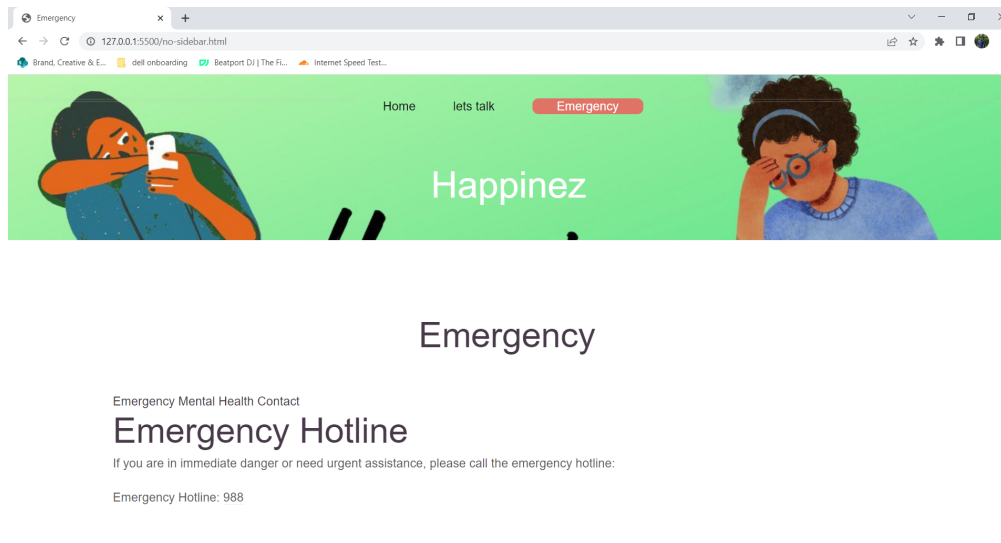 Emergency
127.0.0.1:5500/no-sidebar.html
Brand, Creative & E...
dell onboarding
Beatport DJ | The Fi...
Internet Speed Test...
Home
lets talk
Emergency
Happinez
Emergency
Emergency Mental Health Contact
Emergency Hotline
If you are in immediate danger or need urgent assistance, please call the emergency hotline:
Emergency Hotline: 988